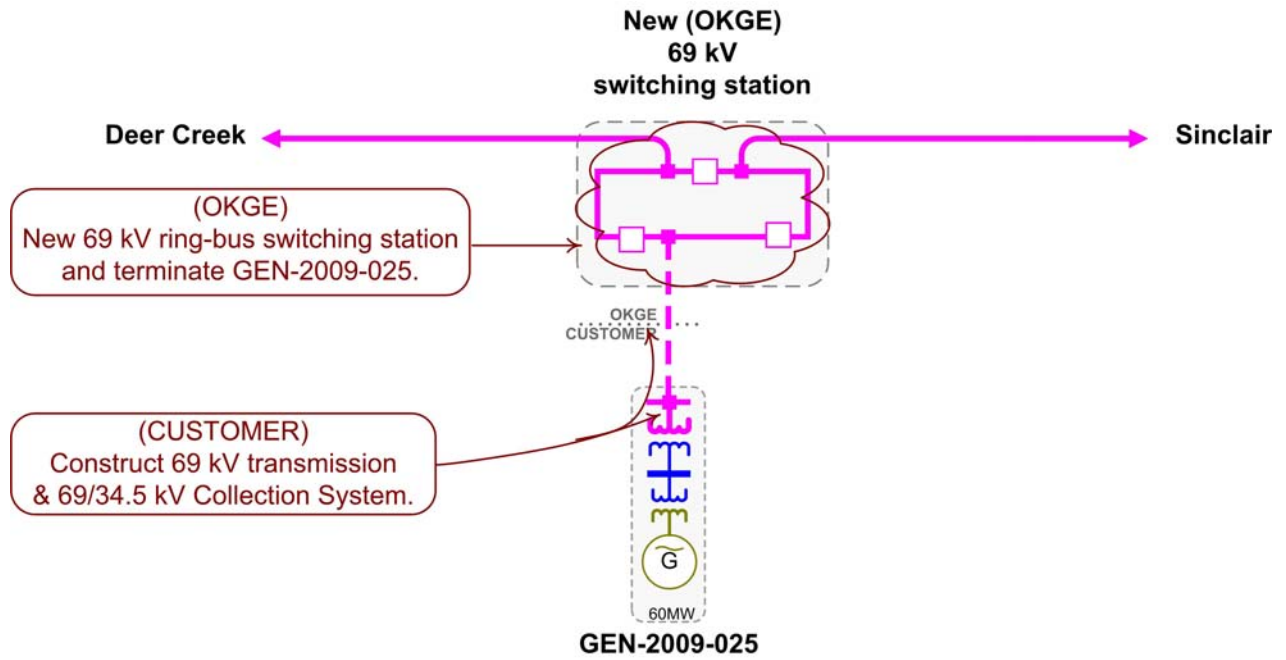 New (OKGE)
69 kV
switching station
Deer Creek
Sinclair
(OKGE)
New 69 kV ring-bus switching station
and terminate GEN-2009-025.
OKGE
CUSTOMER
(CUSTOMER)
Construct 69 kV transmission
& 69/34.5 kV Collection System.
G
60MW
GEN-2009-025